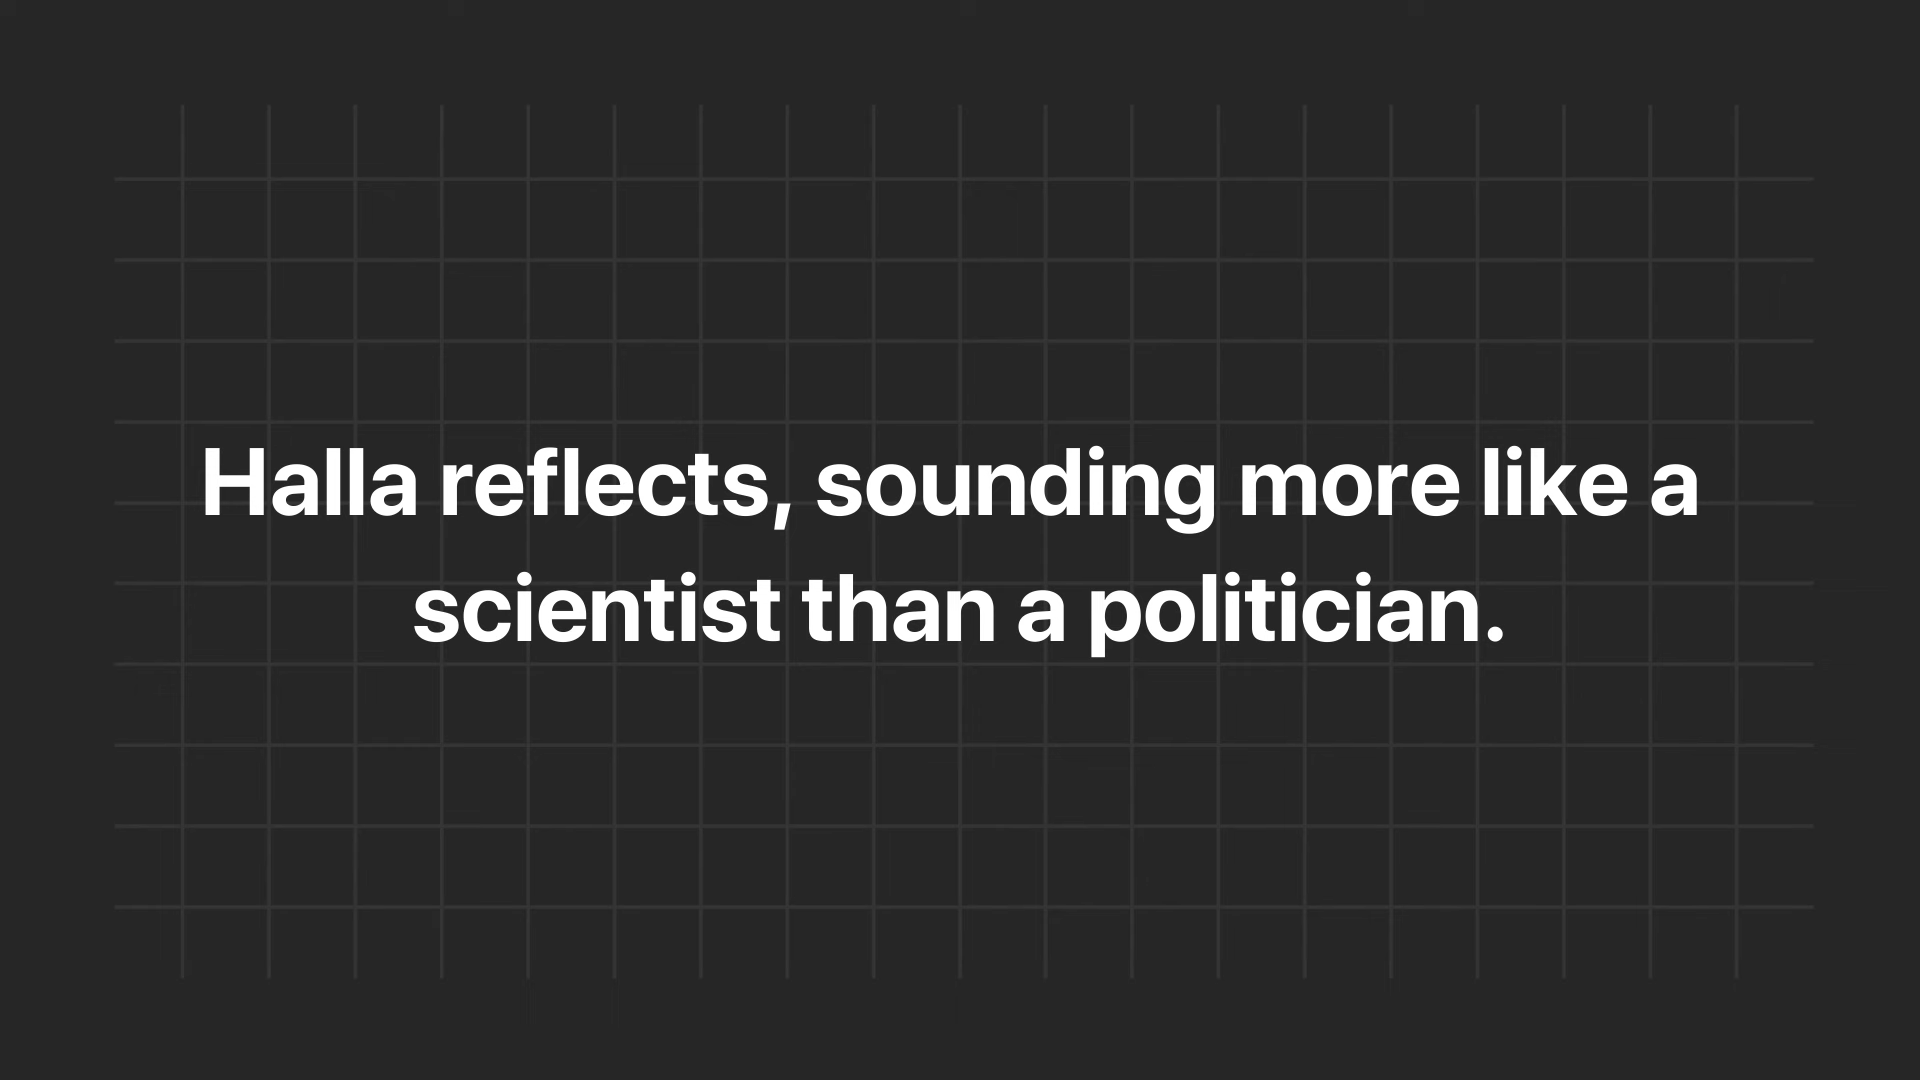 Halla reflects, sounding more like a
scientist than a politician.